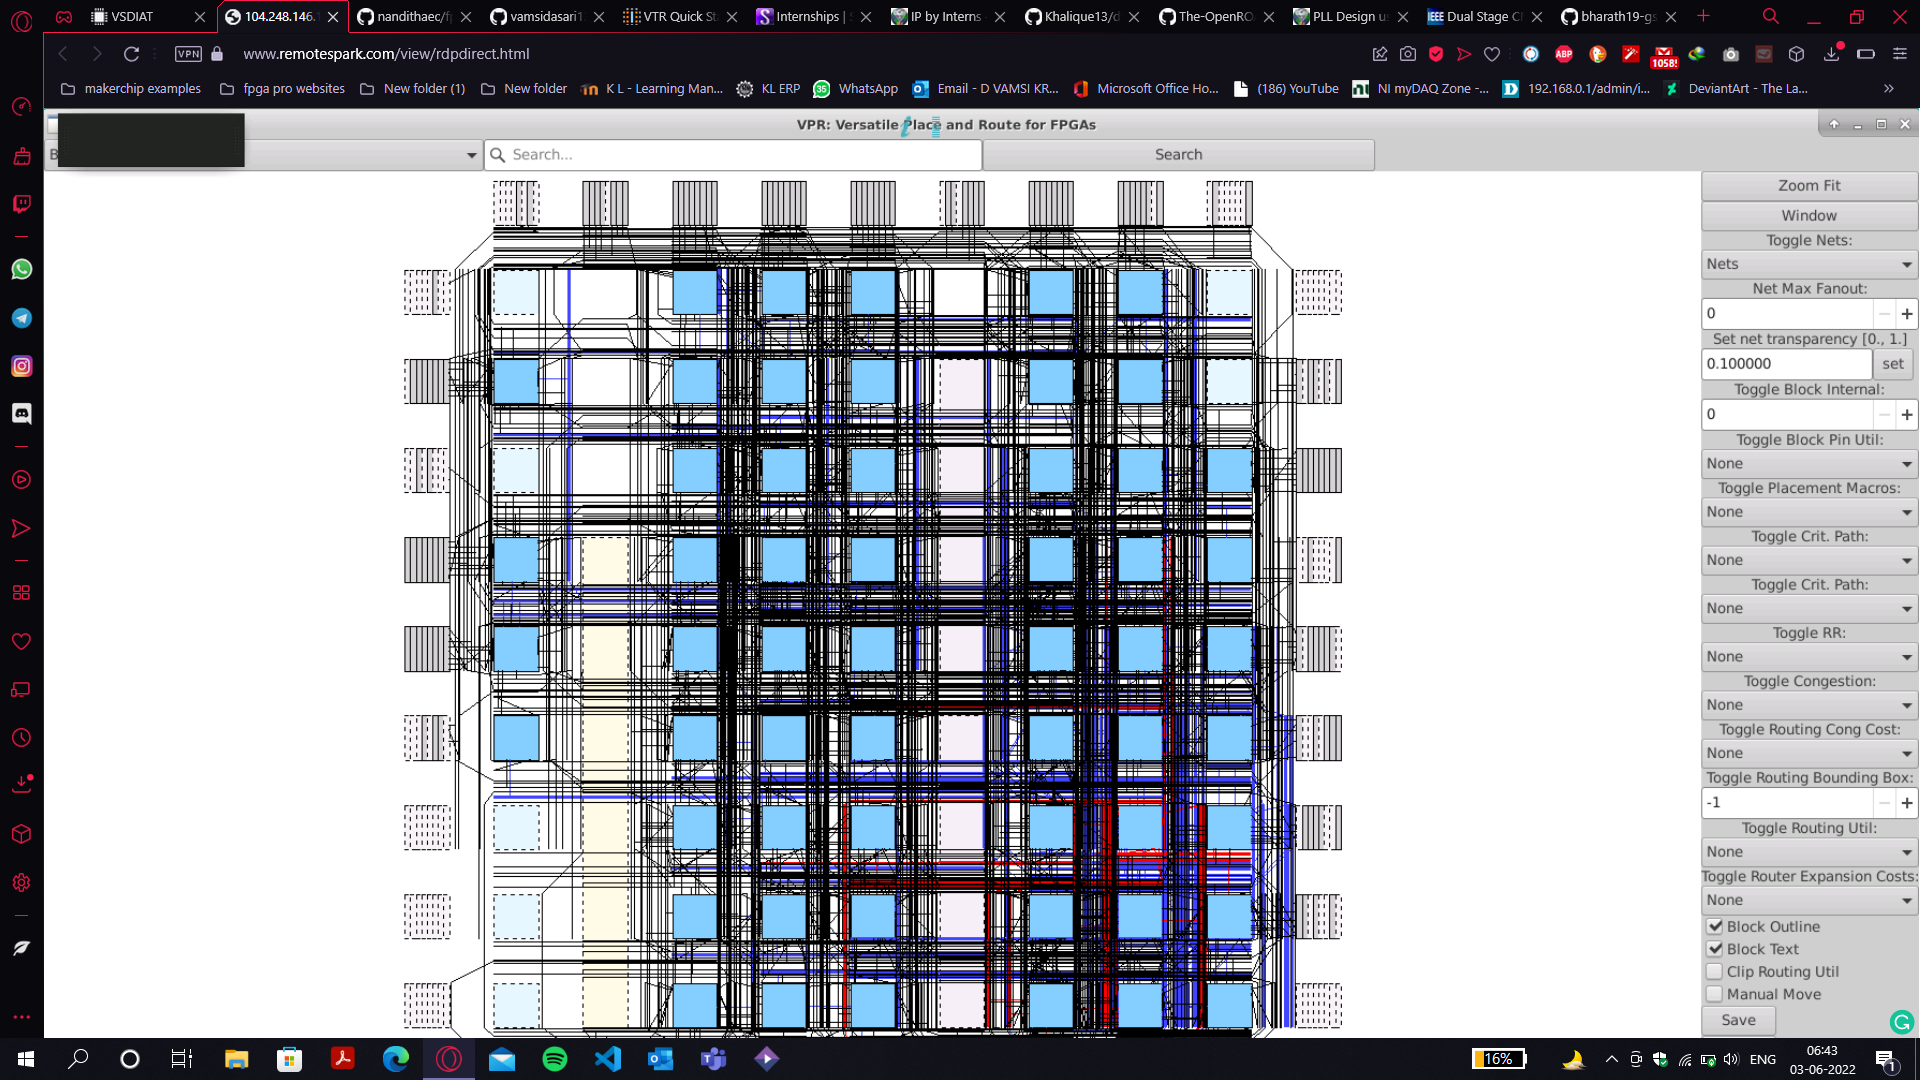 VSDIAT
104.248.146.
nandithaec/f
vamsidasari1
VTR Quick St
Internships | S
IP by Interns -
Khalique13/d
The-OpenRO
PLL Design u
IEEE Dual Stage C
bharath19-gs
VPN www.remotespark.com/view/rdpdirect.html
ABP
1058!
makerchip examples
fpga pro websites
New folder (1)
New folder
K L - Learning Man...
KL ERP
35 WhatsApp
Email - D VAMSI KR...
Microsoft Office Ho...
(186) YouTube
NI myDAQ Zone -...
192.168.0.1/admin/i...
DeviantArt - The La...
VPR: Versatile Place and Route for FPGAs
B
Search...
Search
Zoom Fit
Window
Toggle Nets:
Nets
Net Max Fanout:
0
Set net transparency [0., 1.]
0.100000 set
Toggle Block Internal:
0
Toggle Block Pin Util:
None
Toggle Placement Macros:
None
Toggle Crit. Path:
None
Toggle Crit. Path:
None
Toggle RR:
None
Toggle Congestion:
None
Toggle Routing Cong Cost:
None
Toggle Routing Bounding Box:
-1
Toggle Routing Util:
None
Toggle Router Expansion Costs:
None
Block Outline
Block Text
Clip Routing Util
Manual Move
Save
16%
ENG
06:43
03-06-2022
1